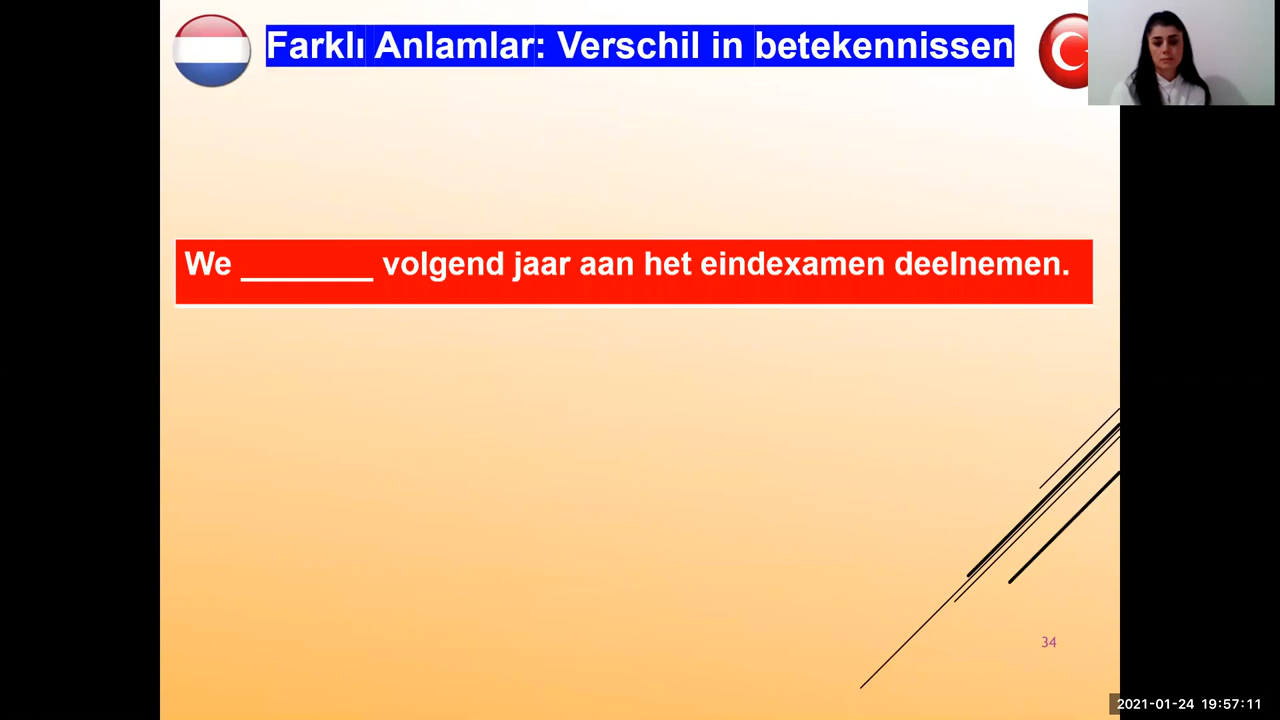 Farklı Anlamlar: Verschil in betekennissen
We ________ volgend jaar aan het eindexamen deelnemen.
34
2021-01-24 19:57:11